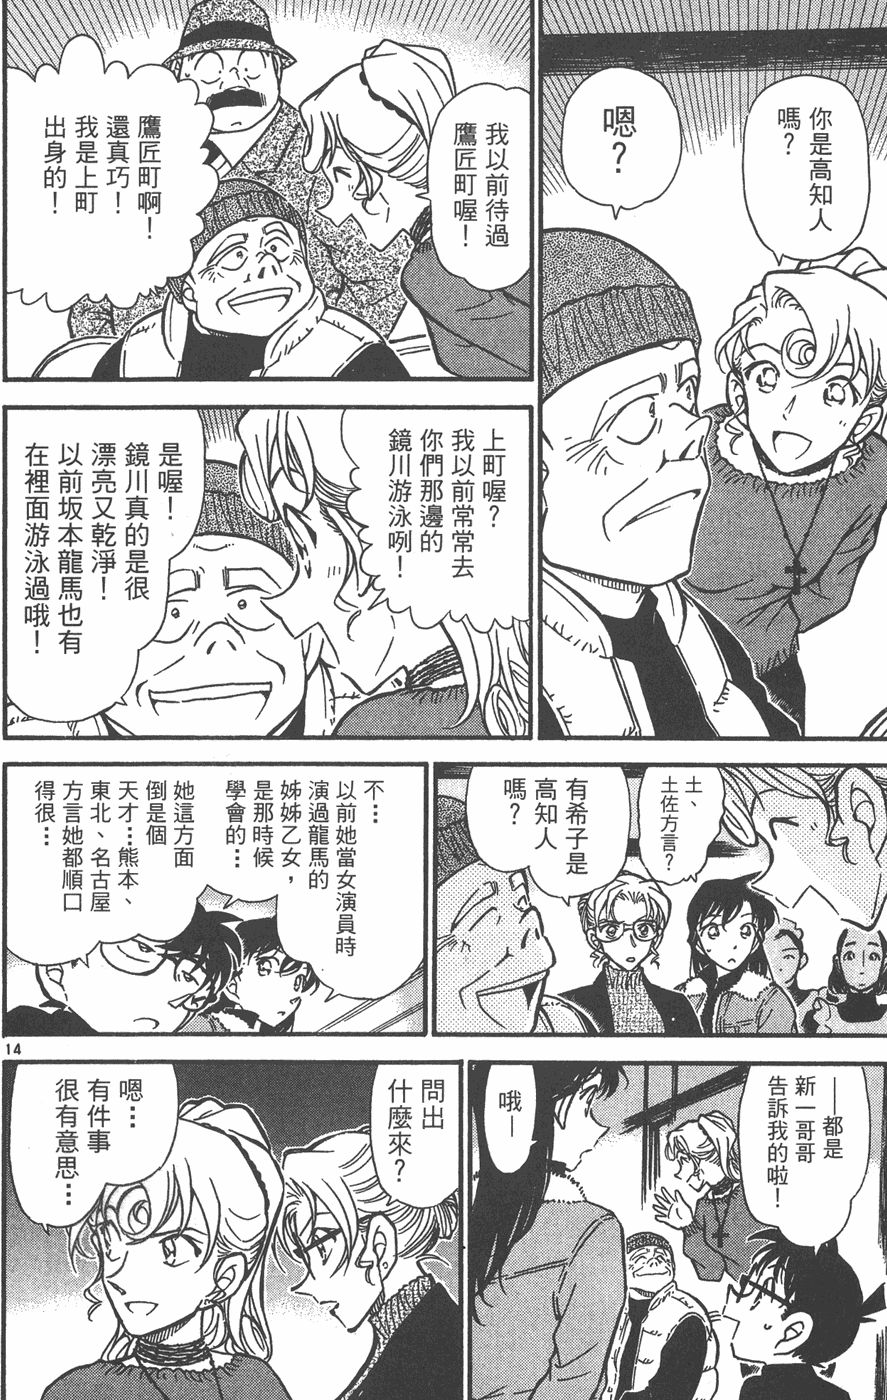 你是高知人
嗎？
嗯？
我以前待過
鷹匠町喔！
鷹匠町啊！
還真巧！
我是上町
出身的！
上町喔？
我以前常常去
你們那邊的
鏡川游泳咧！
是喔！
鏡川真的是很
漂亮又乾淨！
以前坂本龍馬也有
在裡面游泳過哦！
土、
土佐方言？
有希子是
高知人
嗎？
不…
以前她當女演員時
演過龍馬的
姊姊乙女，
是那時候
學會的…
她這方面
倒是個
天才…熊本、
東北、名古屋
方言她都順口
得很…
14
——都是
新一哥哥
告訴我的啦！
哦—
問出
什麼來？
嗯…
有件事
很有意思…